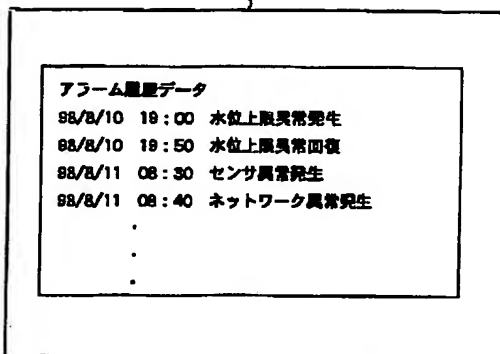 アラーム履歴データ
98/8/10 19:00 水位上限異常発生
98/8/10 19:50 水位上限異常回復
98/8/11 08:30 センサ異常発生
98/8/11 08:40 ネットワーク異常発生